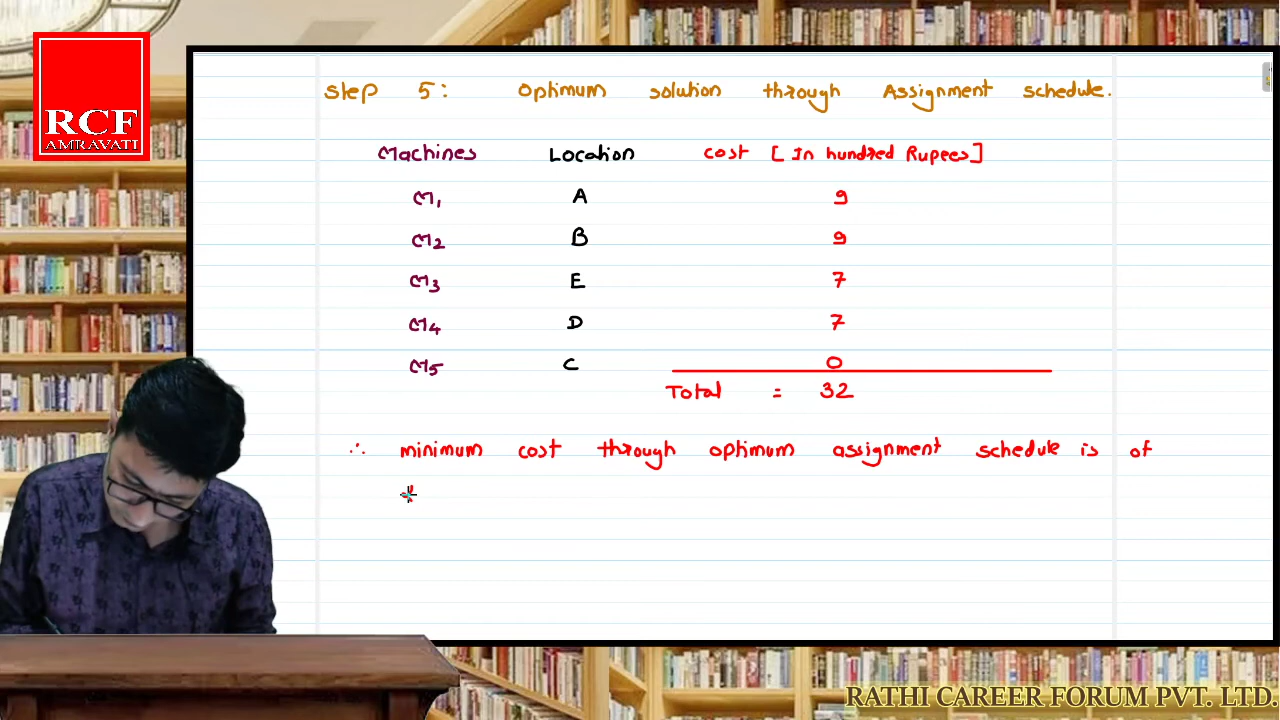 RCF
AMRAVATI
Step 5: Optimum solution through Assignment schedule.
Machines Location cost [In hundred Rupees]
M1 A 9
M2 B 9
M3 E 7
M4 D 7
M5 C 0
Total = 32
∴ minimum cost through optimum assignment schedule is of
RATHI CAREER FORUM PVT. LTD.